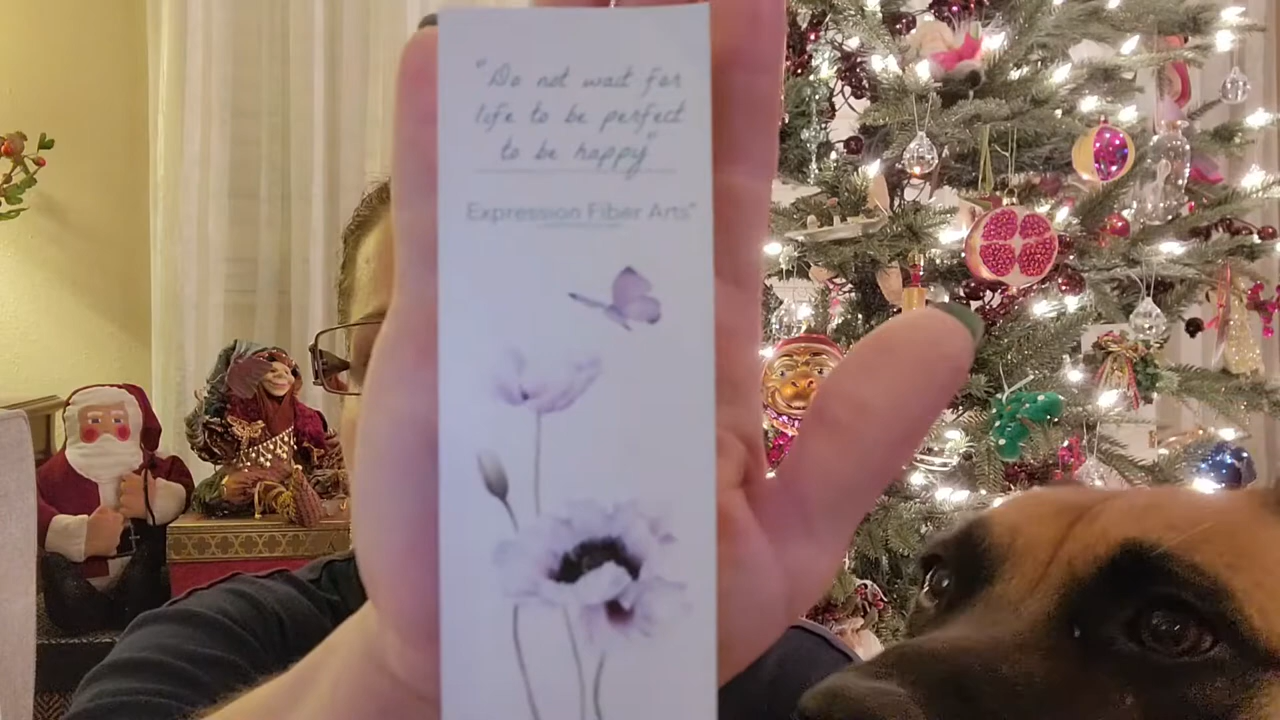 "Do not wait for
life to be perfect
to be happy"
Expression Fiber Arts®